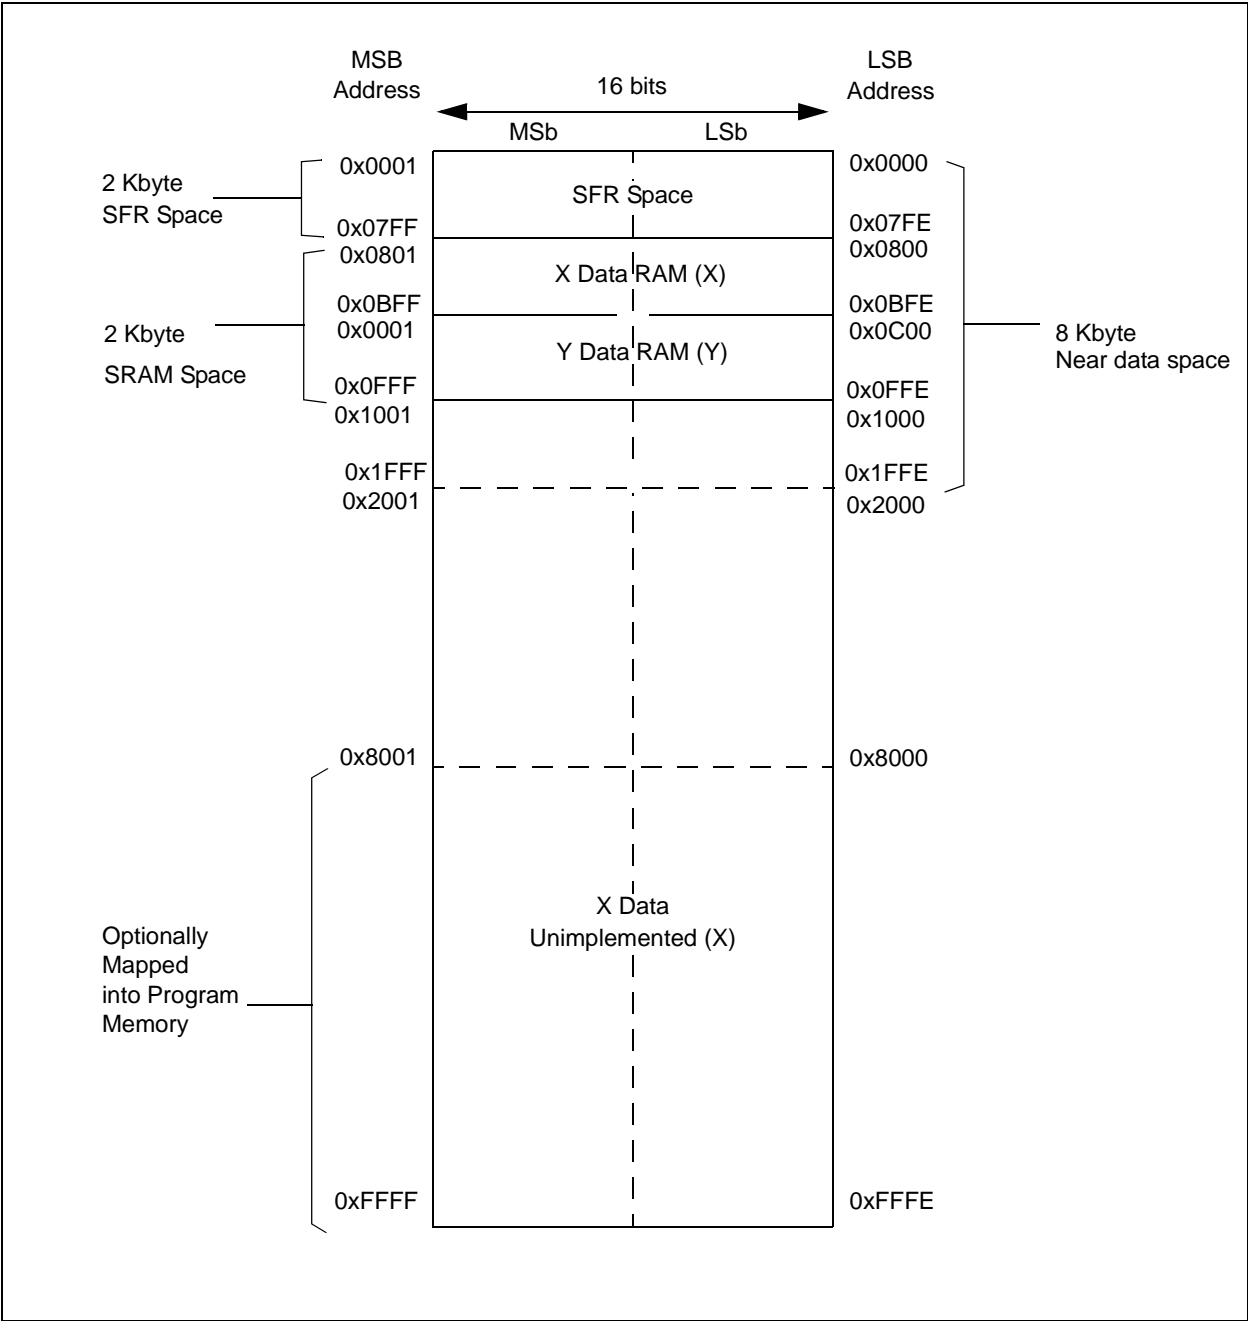 MSB
Address
LSB
Address
16 bits
MSb
LSb
2 Kbyte
SFR Space
0x0001
SFR Space
0x0000
0x07FF
0x07FE
0x0801
0x0800
X Data RAM (X)
0x0BFF
0x0BFE
0x0001
0x0C00
2 Kbyte
SRAM Space
Y Data RAM (Y)
8 Kbyte
Near data space
0x0FFF
0x0FFE
0x1001
0x1000
0x1FFF
0x1FFE
0x2001
0x2000
0x8001
0x8000
X Data
Unimplemented (X)
Optionally
Mapped
into Program
Memory
0xFFFF
0xFFFE